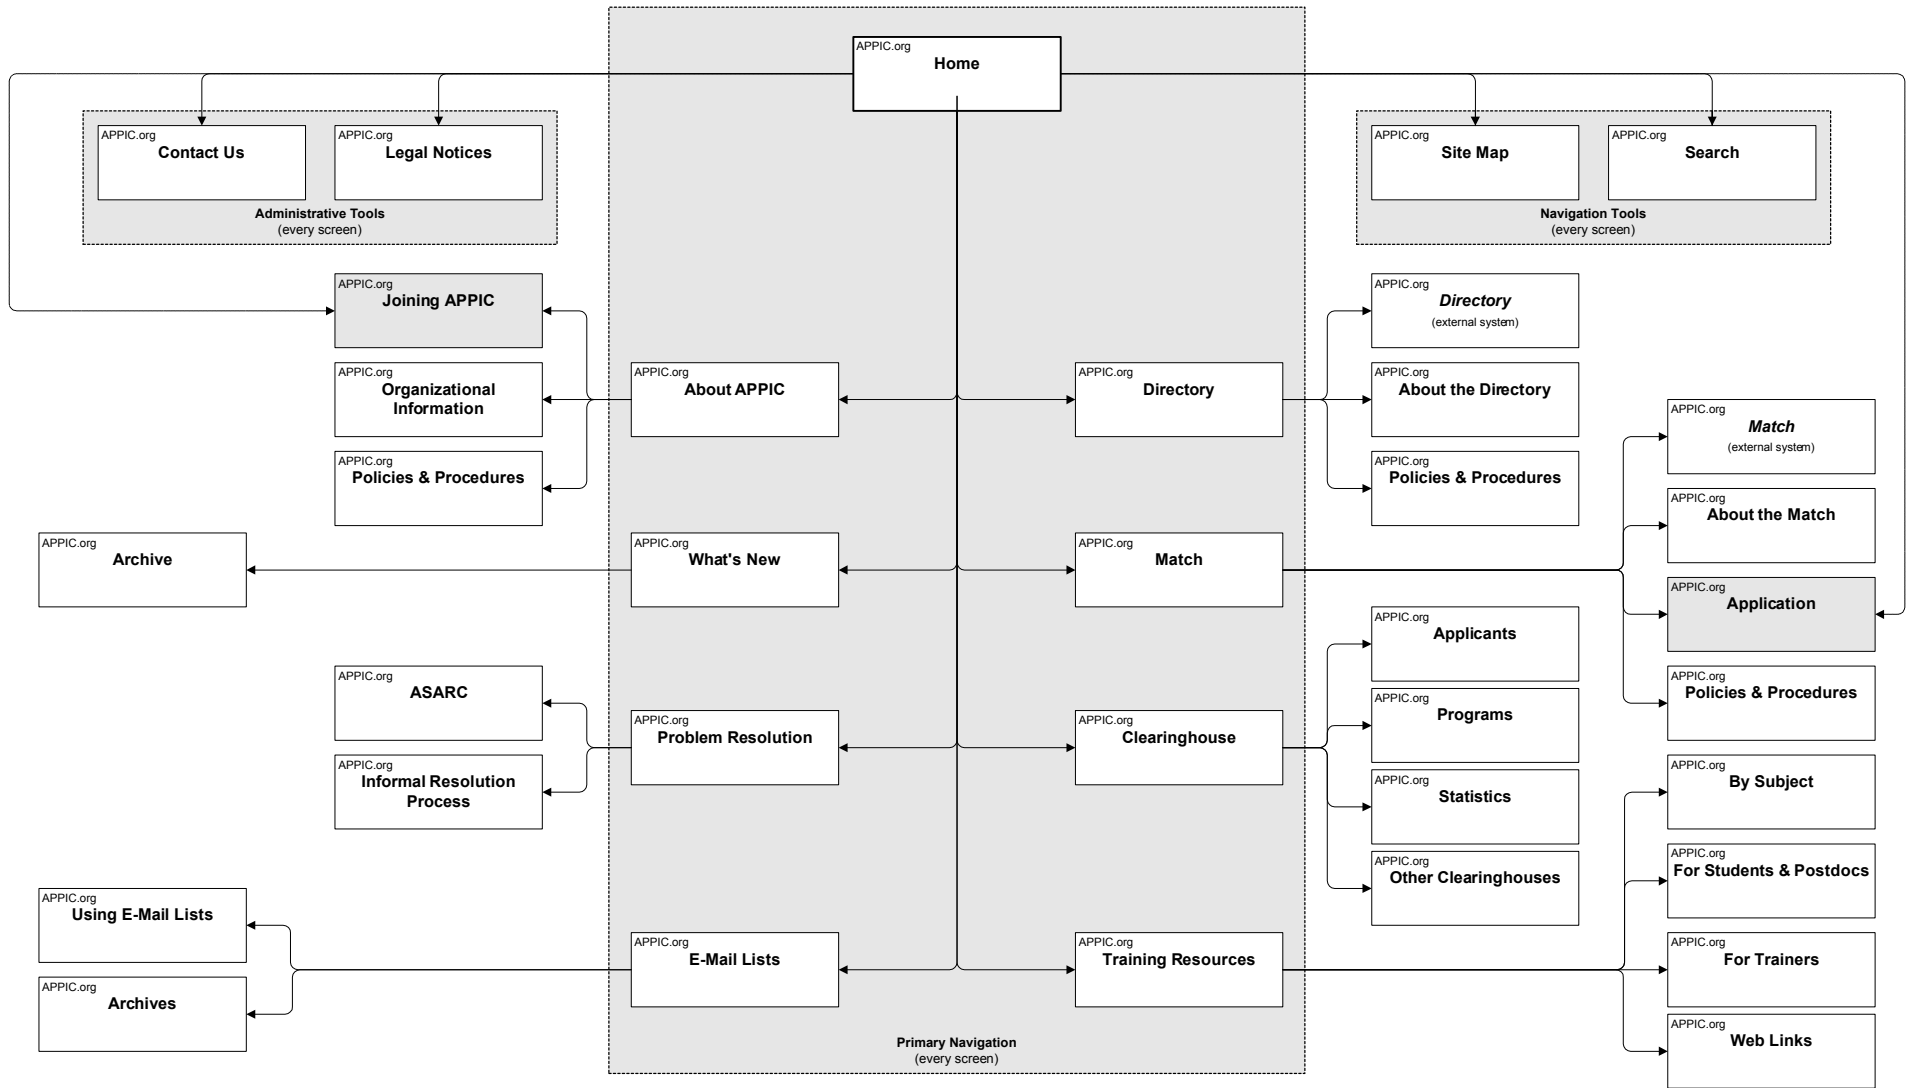 APPIC.org
Home
APPIC.org
Contact Us
APPIC.org
Legal Notices
Administrative Tools
(every screen)
APPIC.org
Site Map
APPIC.org
Search
Navigation Tools
(every screen)
APPIC.org
Joining APPIC
APPIC.org
Organizational
Information
APPIC.org
Policies & Procedures
APPIC.org
About APPIC
APPIC.org
Directory
APPIC.org
Directory
(external system)
APPIC.org
About the Directory
APPIC.org
Policies & Procedures
APPIC.org
Archive
APPIC.org
What's New
APPIC.org
Match
APPIC.org
Match
(external system)
APPIC.org
About the Match
APPIC.org
Application
APPIC.org
Policies & Procedures
APPIC.org
ASARC
APPIC.org
Informal Resolution
Process
APPIC.org
Problem Resolution
APPIC.org
Clearinghouse
APPIC.org
Applicants
APPIC.org
Programs
APPIC.org
Statistics
APPIC.org
Other Clearinghouses
APPIC.org
Using E-Mail Lists
APPIC.org
Archives
APPIC.org
E-Mail Lists
APPIC.org
Training Resources
APPIC.org
By Subject
APPIC.org
For Students & Postdocs
APPIC.org
For Trainers
APPIC.org
Web Links
Primary Navigation
(every screen)